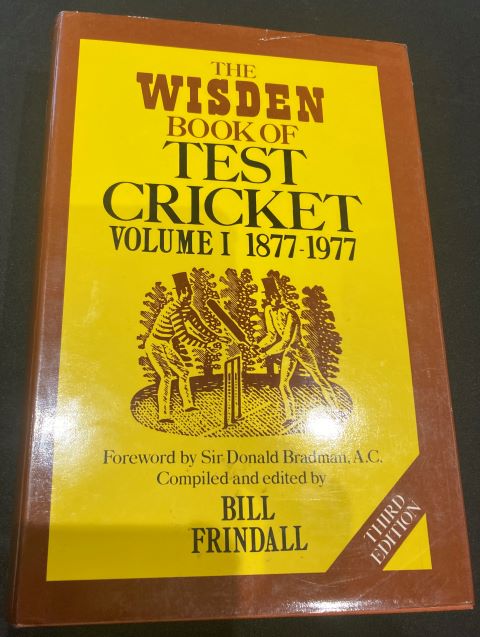 THE
WISDEN
BOOK OF
TEST
CRICKET
VOLUME I 1877-1977
Foreword by Sir Donald Bradman, A.C.
Compiled and edited by
BILL
FRINDALL
THIRD
EDITION